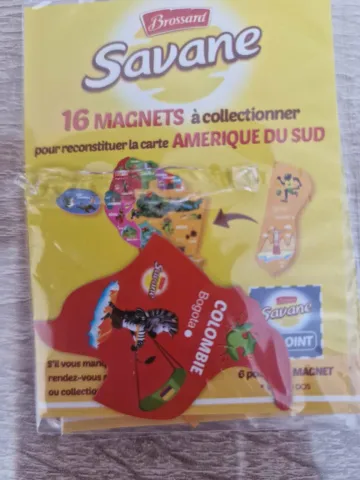 Brossard
Savane
16 MAGNETS à collectionner
pour reconstituer la carte AMERIQUE DU SUD
Savane
COLOMBIE
Bogota
Savane
POINT
S'il vous manq
rendez-vous
ou collectio
MAGNET